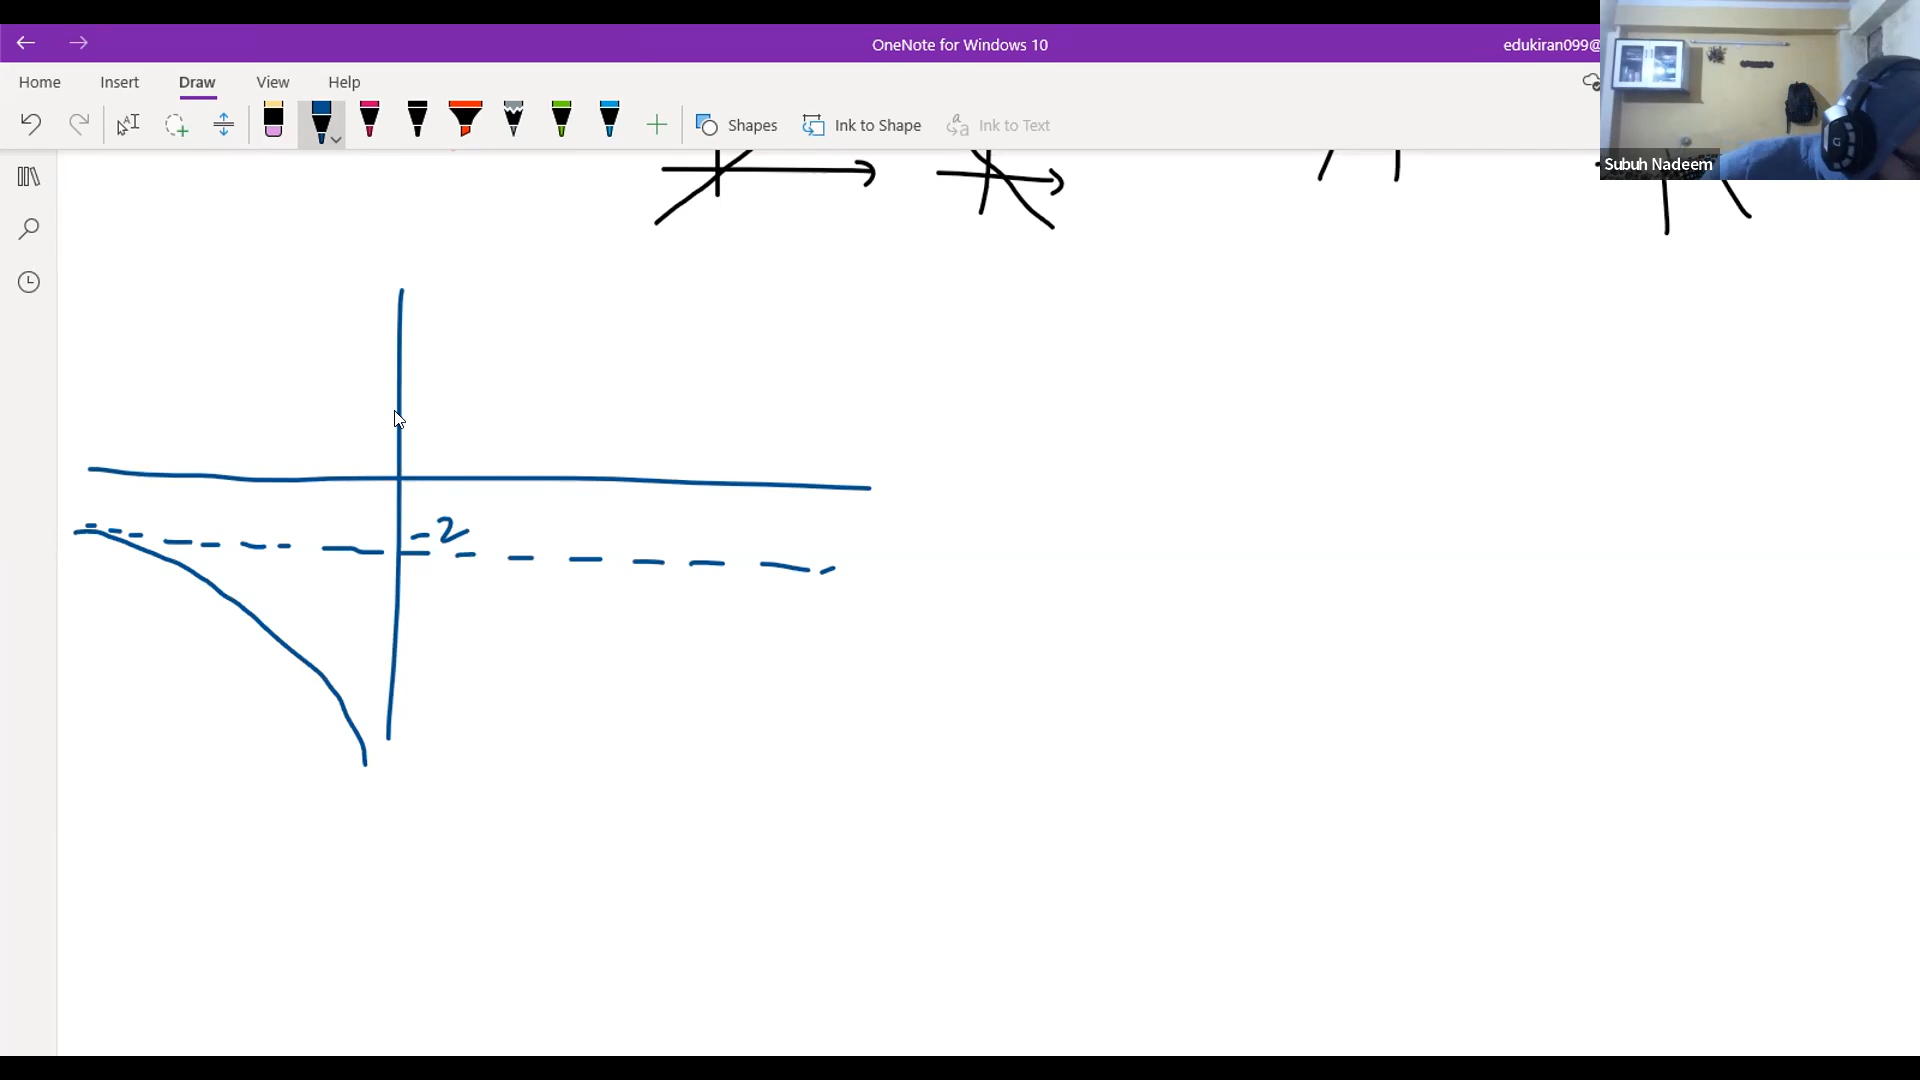 OneNote for Windows 10
edukiran099@
Home Insert Draw View Help
Shapes Ink to Shape Ink to Text
Subuh Nadeem
-2